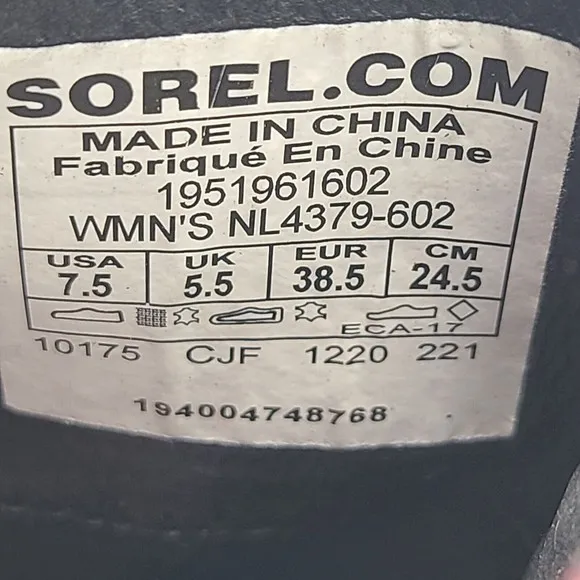 SOREL.COM
MADE IN CHINA
Fabriqué En Chine
1951961602
WMN'S NL4379-602
USA UK EUR CM
7.5 5.5 38.5 24.5
ECA-17
10175 CJF 1220 221
194004748768